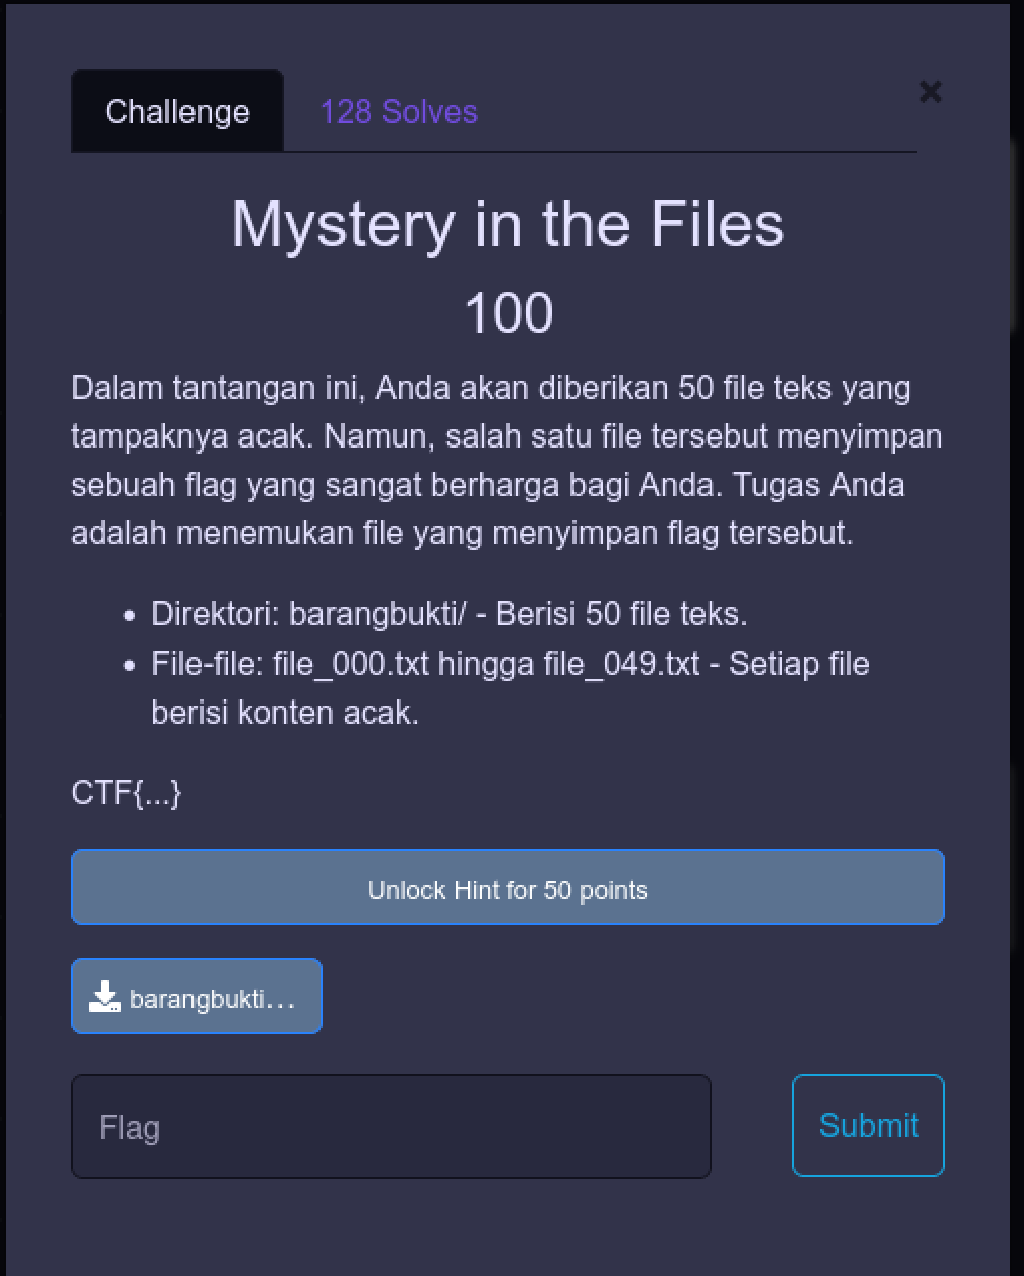 Challenge
128 Solves
×
Mystery in the Files
100
Dalam tantangan ini, Anda akan diberikan 50 file teks yang
tampaknya acak. Namun, salah satu file tersebut menyimpan
sebuah flag yang sangat berharga bagi Anda. Tugas Anda
adalah menemukan file yang menyimpan flag tersebut.
• Direktori: barangbukti/ - Berisi 50 file teks.
• File-file: file_000.txt hingga file_049.txt - Setiap file
berisi konten acak.
CTF{...}
Unlock Hint for 50 points
barangbukti...
Flag
Submit